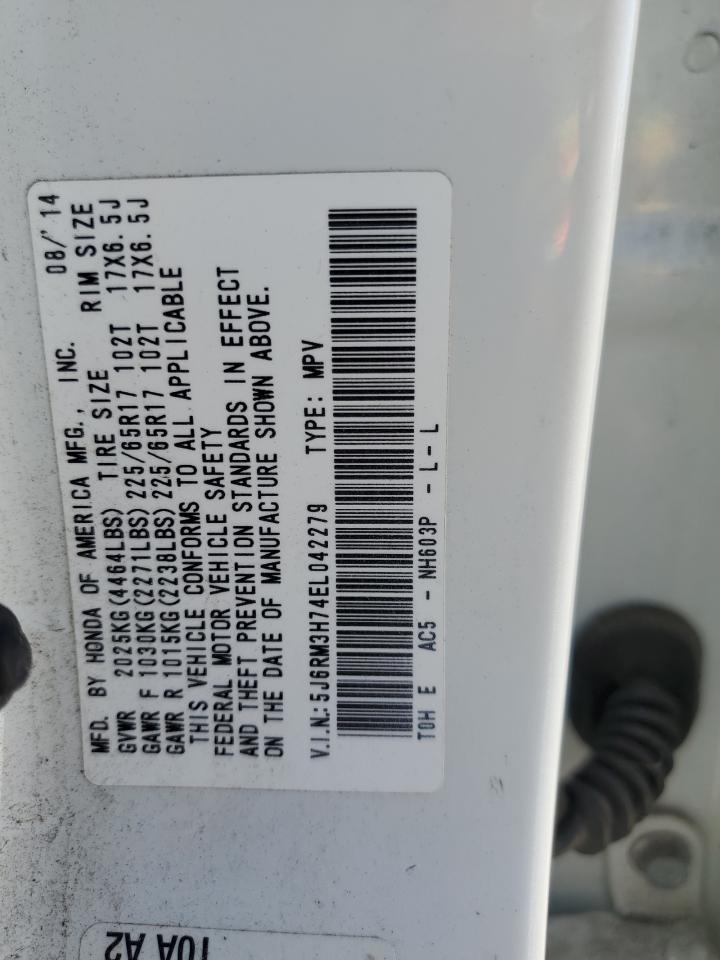 MFD. BY HONDA OF AMERICA MFG., INC. 08/'14
GVWR 2025KG(4464LBS) TIRE SIZE RIM SIZE
GAWR F 1030KG(2271LBS) 225/65R17 102T 17X6.5J
GAWR R 1015KG(2238LBS) 225/65R17 102T 17X6.5J
THIS VEHICLE CONFORMS TO ALL APPLICABLE
FEDERAL MOTOR VEHICLE SAFETY
AND THEFT PREVENTION STANDARDS IN EFFECT
ON THE DATE OF MANUFACTURE SHOWN ABOVE.
V.I.N.: 5J6RM3H74EL042279 TYPE: MPV
TOH E AC5 - NH603P - L-L
TOA A2